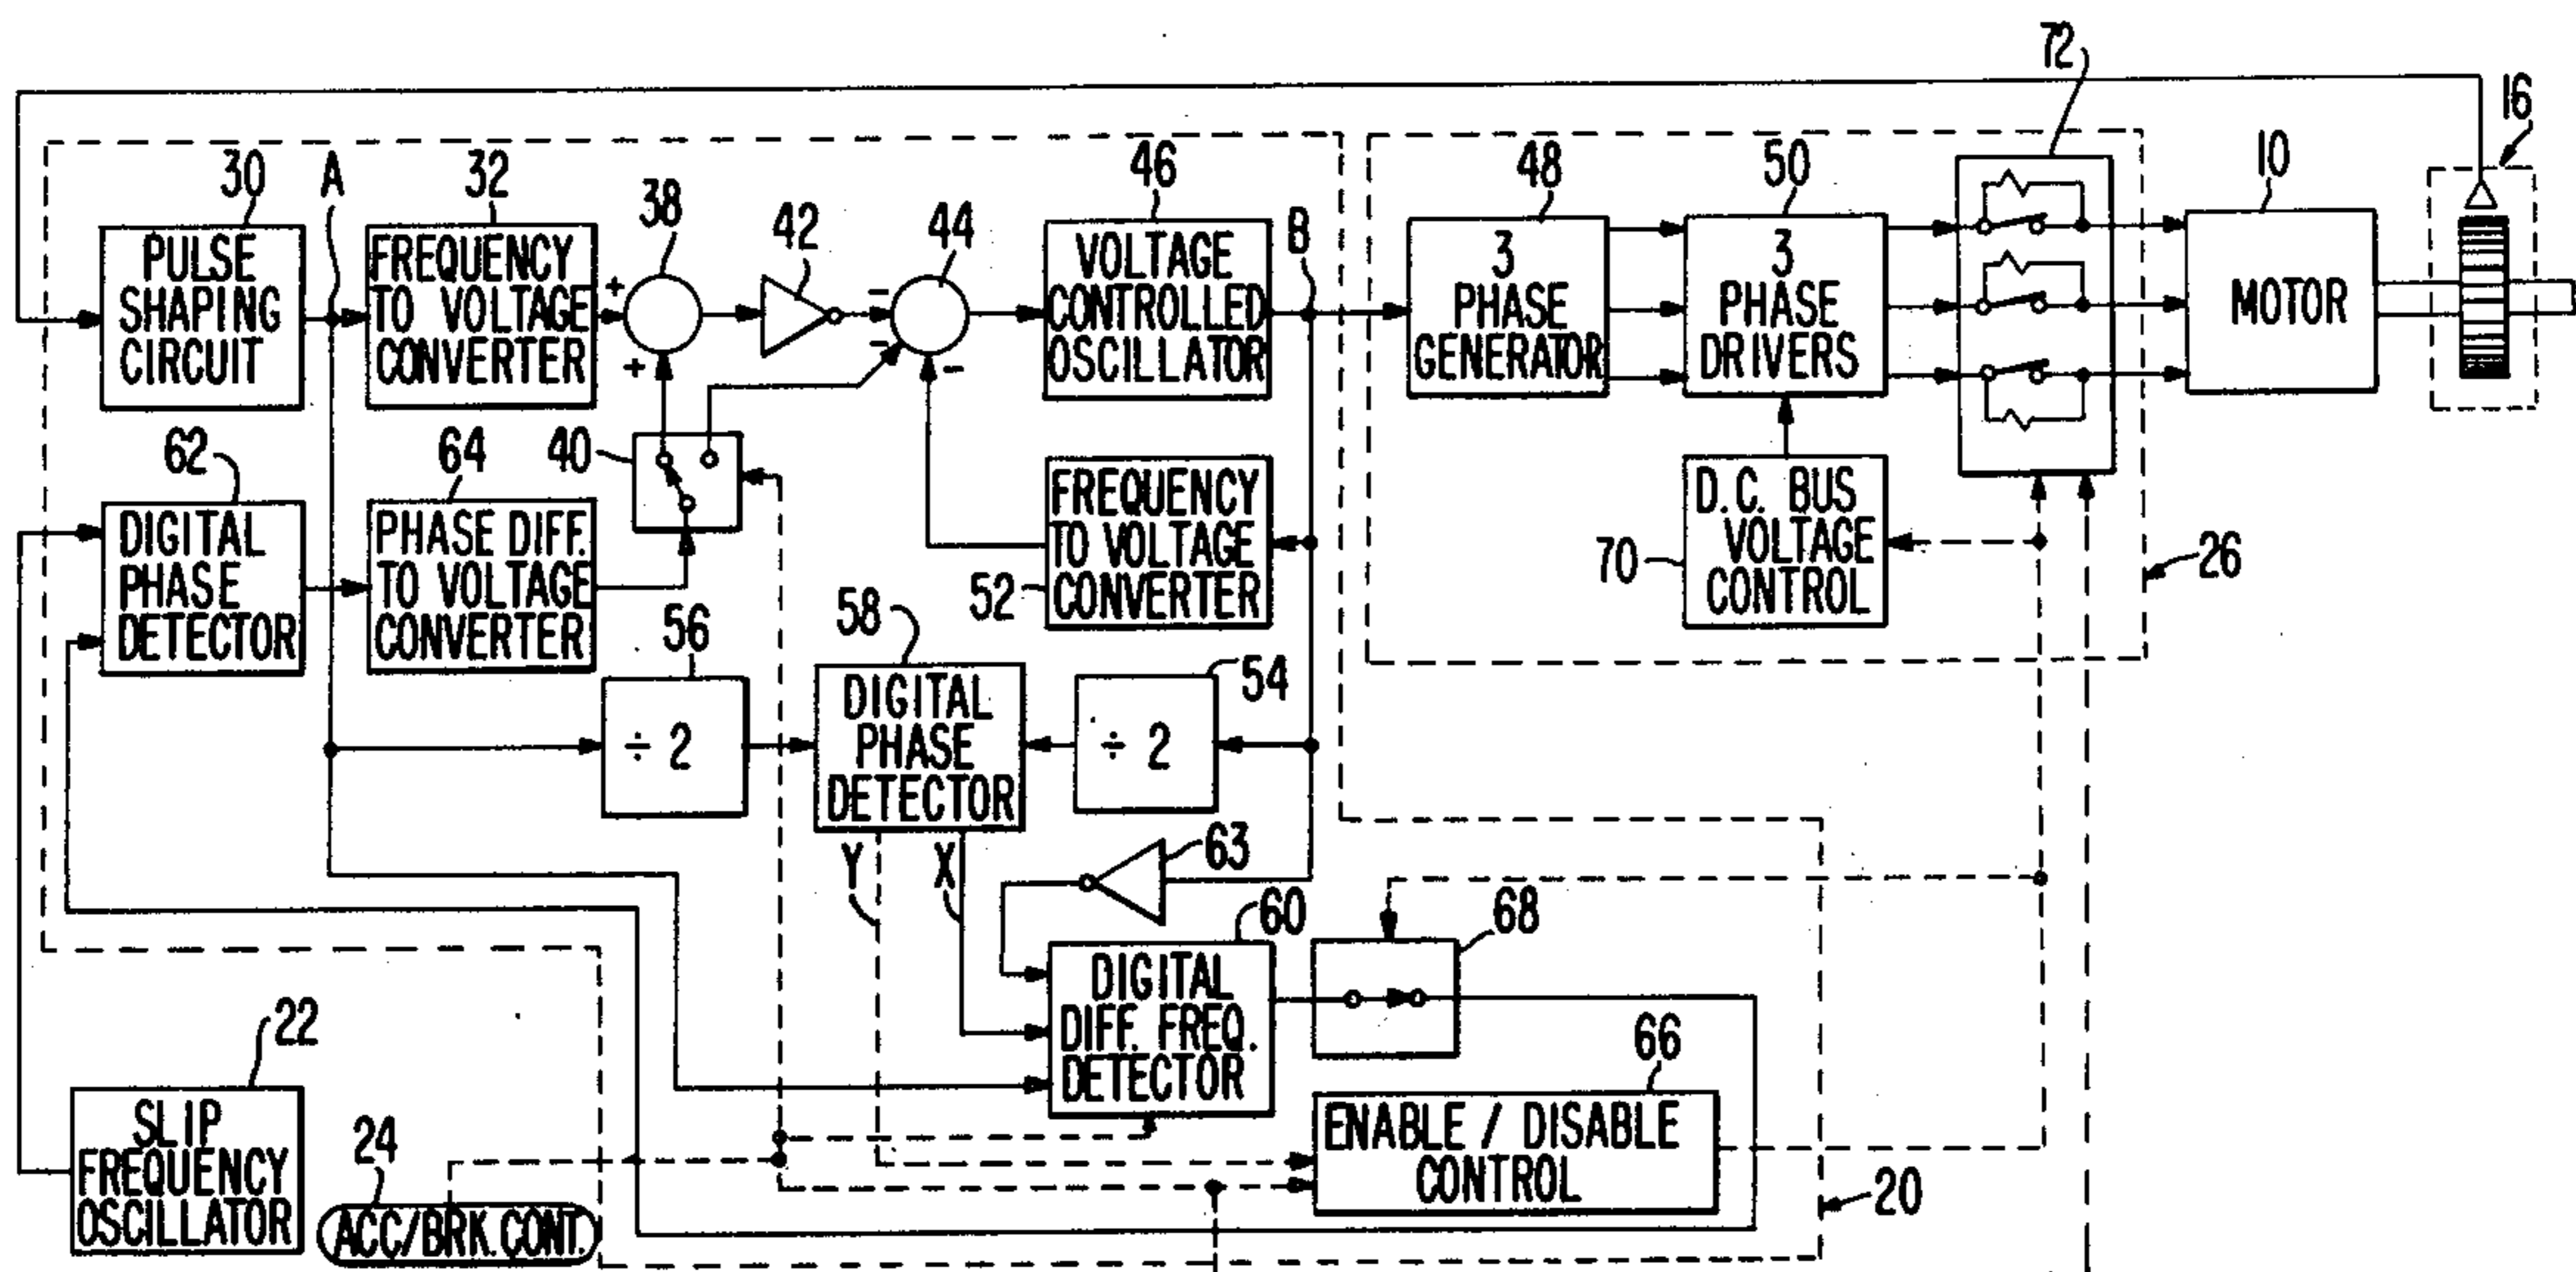 72
16
30
A
32
38
42
44
46
B
48
50
10
PULSE
SHAPING
CIRCUIT
FREQUENCY
TO VOLTAGE
CONVERTER
+
+
-
-
-
VOLTAGE
CONTROLLED
OSCILLATOR
3
PHASE
GENERATOR
3
PHASE
DRIVERS
MOTOR
62
64
40
DIGITAL
PHASE
DETECTOR
PHASE DIFF.
TO VOLTAGE
CONVERTER
FREQUENCY
TO VOLTAGE
CONVERTER
52
D.C. BUS
VOLTAGE
CONTROL
70
26
56
58
54
÷ 2
DIGITAL
PHASE
DETECTOR
÷ 2
Y
X
63
60
68
DIGITAL
DIFF. FREQ.
DETECTOR
22
SLIP
FREQUENCY
OSCILLATOR
24
ACC/BRK. CONT.
66
ENABLE / DISABLE
CONTROL
20